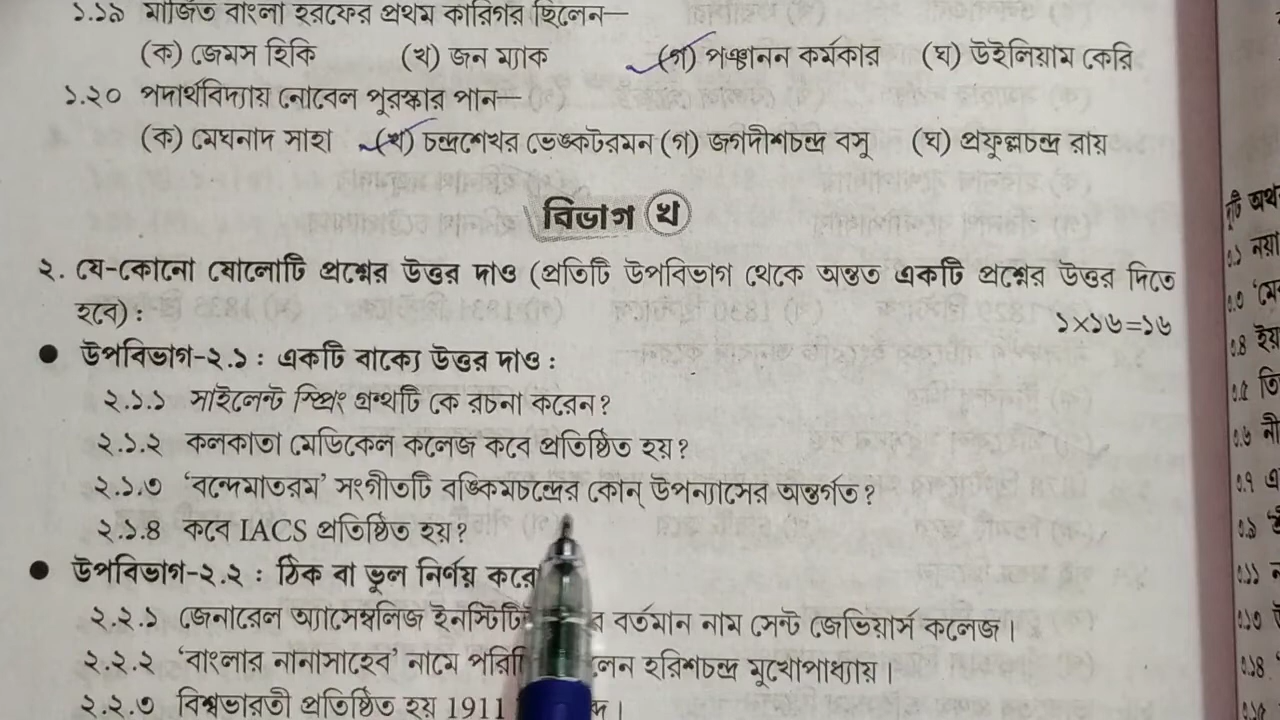 ১.১৯ মার্জিত বাংলা হরফের প্রথম কারিগর ছিলেন—
(ক) জেমস হিকি (খ) জন ম্যাক (গ) পঞ্চানন কর্মকার (ঘ) উইলিয়াম কেরি
১.২০ পদার্থবিদ্যায় নোবেল পুরস্কার পান—
(ক) মেঘনাদ সাহা (খ) চন্দ্রশেখর ভেঙ্কটরমন (গ) জগদীশচন্দ্র বসু (ঘ) প্রফুল্লচন্দ্র রায়
বিভাগ খ
২. যে-কোনো ষোলোটি প্রশ্নের উত্তর দাও (প্রতিটি উপবিভাগ থেকে অন্তত একটি প্রশ্নের উত্তর দিতে
হবে) : ১×১৬=১৬
● উপবিভাগ-২.১ : একটি বাক্যে উত্তর দাও :
২.১.১ সাইলেন্ট স্প্রিং গ্রন্থটি কে রচনা করেন?
২.১.২ কলকাতা মেডিকেল কলেজ কবে প্রতিষ্ঠিত হয়?
২.১.৩ ‘বন্দেমাতরম’ সংগীতটি বঙ্কিমচন্দ্রের কোন্ উপন্যাসের অন্তর্গত?
২.১.৪ কবে IACS প্রতিষ্ঠিত হয়?
● উপবিভাগ-২.২ : ঠিক বা ভুল নির্ণয় করে
২.২.১ জেনারেল অ্যাসেম্বলিজ বর্তমান নাম সেন্ট জেভিয়ার্স কলেজ।
২.২.২ ‘বাংলার নানাসাহেব’ নামে হরিশচন্দ্র মুখোপাধ্যায়।
২.২.৩ বিশ্বভারতী প্রতিষ্ঠিত হয় 1911